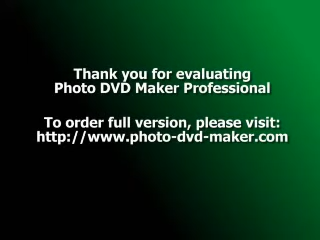 Thank you for evaluating
Photo DVD Maker Professional
To order full version, please visit:
http://www.photo-dvd-maker.com